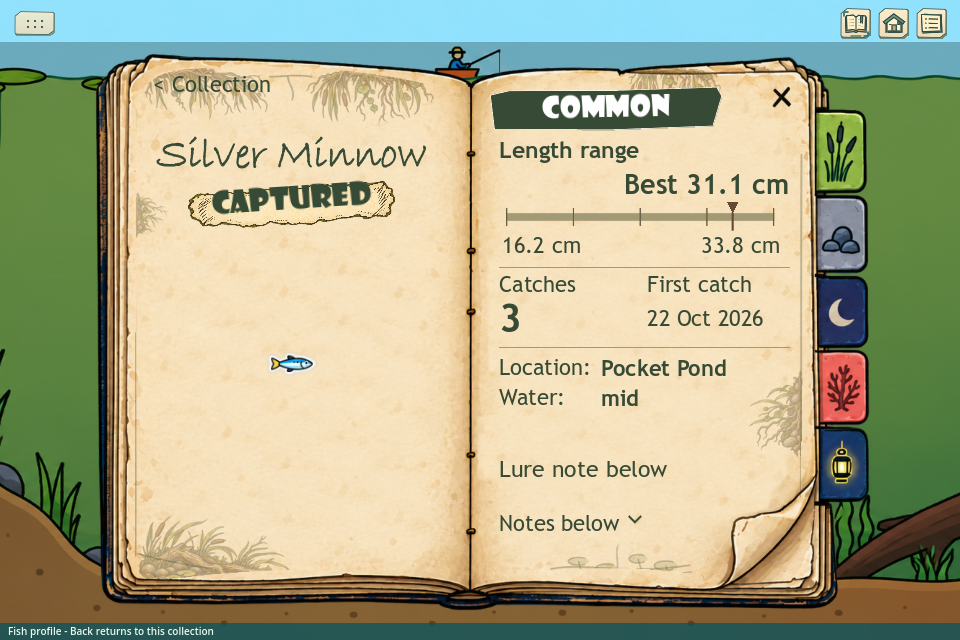 < Collection
Silver Minnow
CAPTURED
COMMON
Length range
Best 31.1 cm
16.2 cm 33.8 cm
Catches First catch
3 22 Oct 2026
Location: Pocket Pond
Water: mid
Lure note below
Notes below
Fish profile - Back returns to this collection